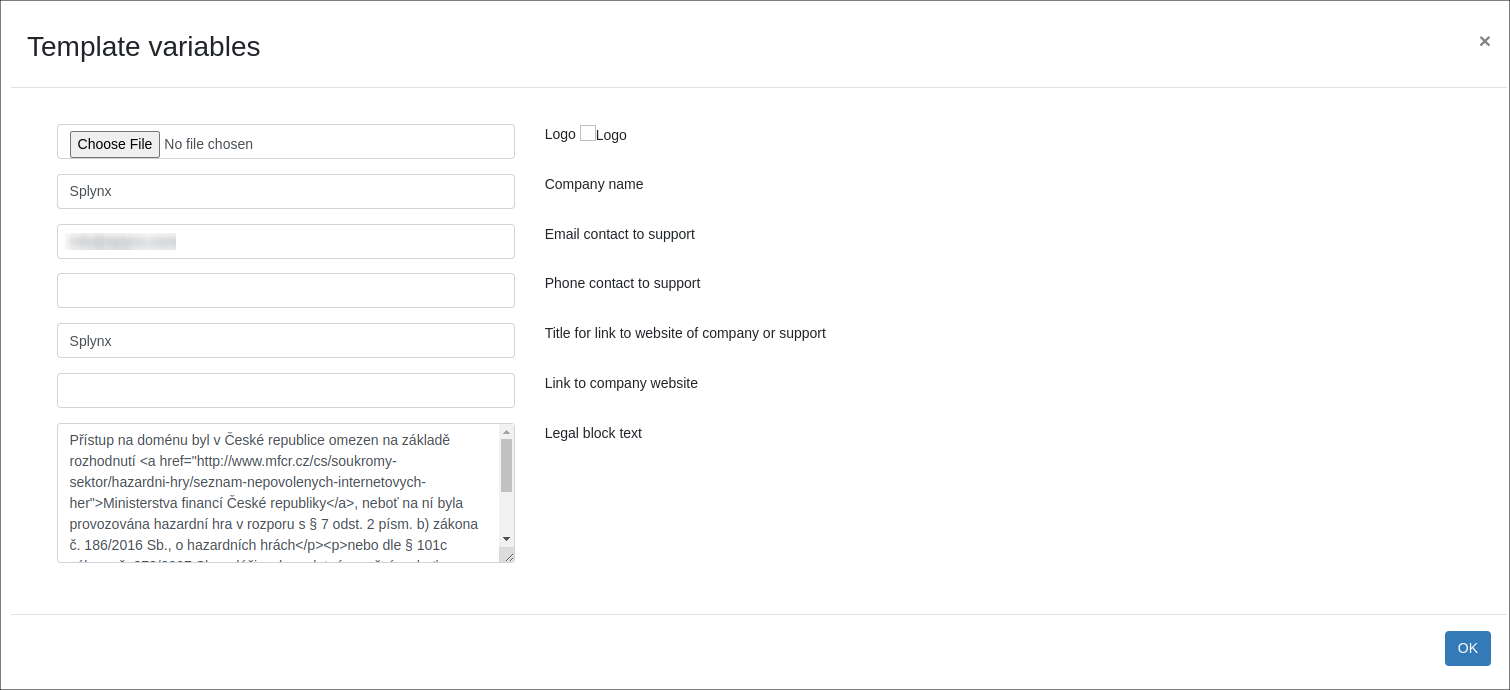 Template variables
×
Choose File No file chosen
Logo Logo
Splynx
Company name
Email contact to support
Phone contact to support
Splynx
Title for link to website of company or support
Link to company website
Přístup na doménu byl v České republice omezen na základě
rozhodnutí <a href="http://www.mfcr.cz/cs/soukromy-
sektor/hazardni-hry/seznam-nepovolenych-internetovych-
her">Ministerstva financí České republiky</a>, neboť na ní byla
provozována hazardní hra v rozporu s § 7 odst. 2 písm. b) zákona
č. 186/2016 Sb., o hazardních hrách</p><p>nebo dle § 101c
Legal block text
OK